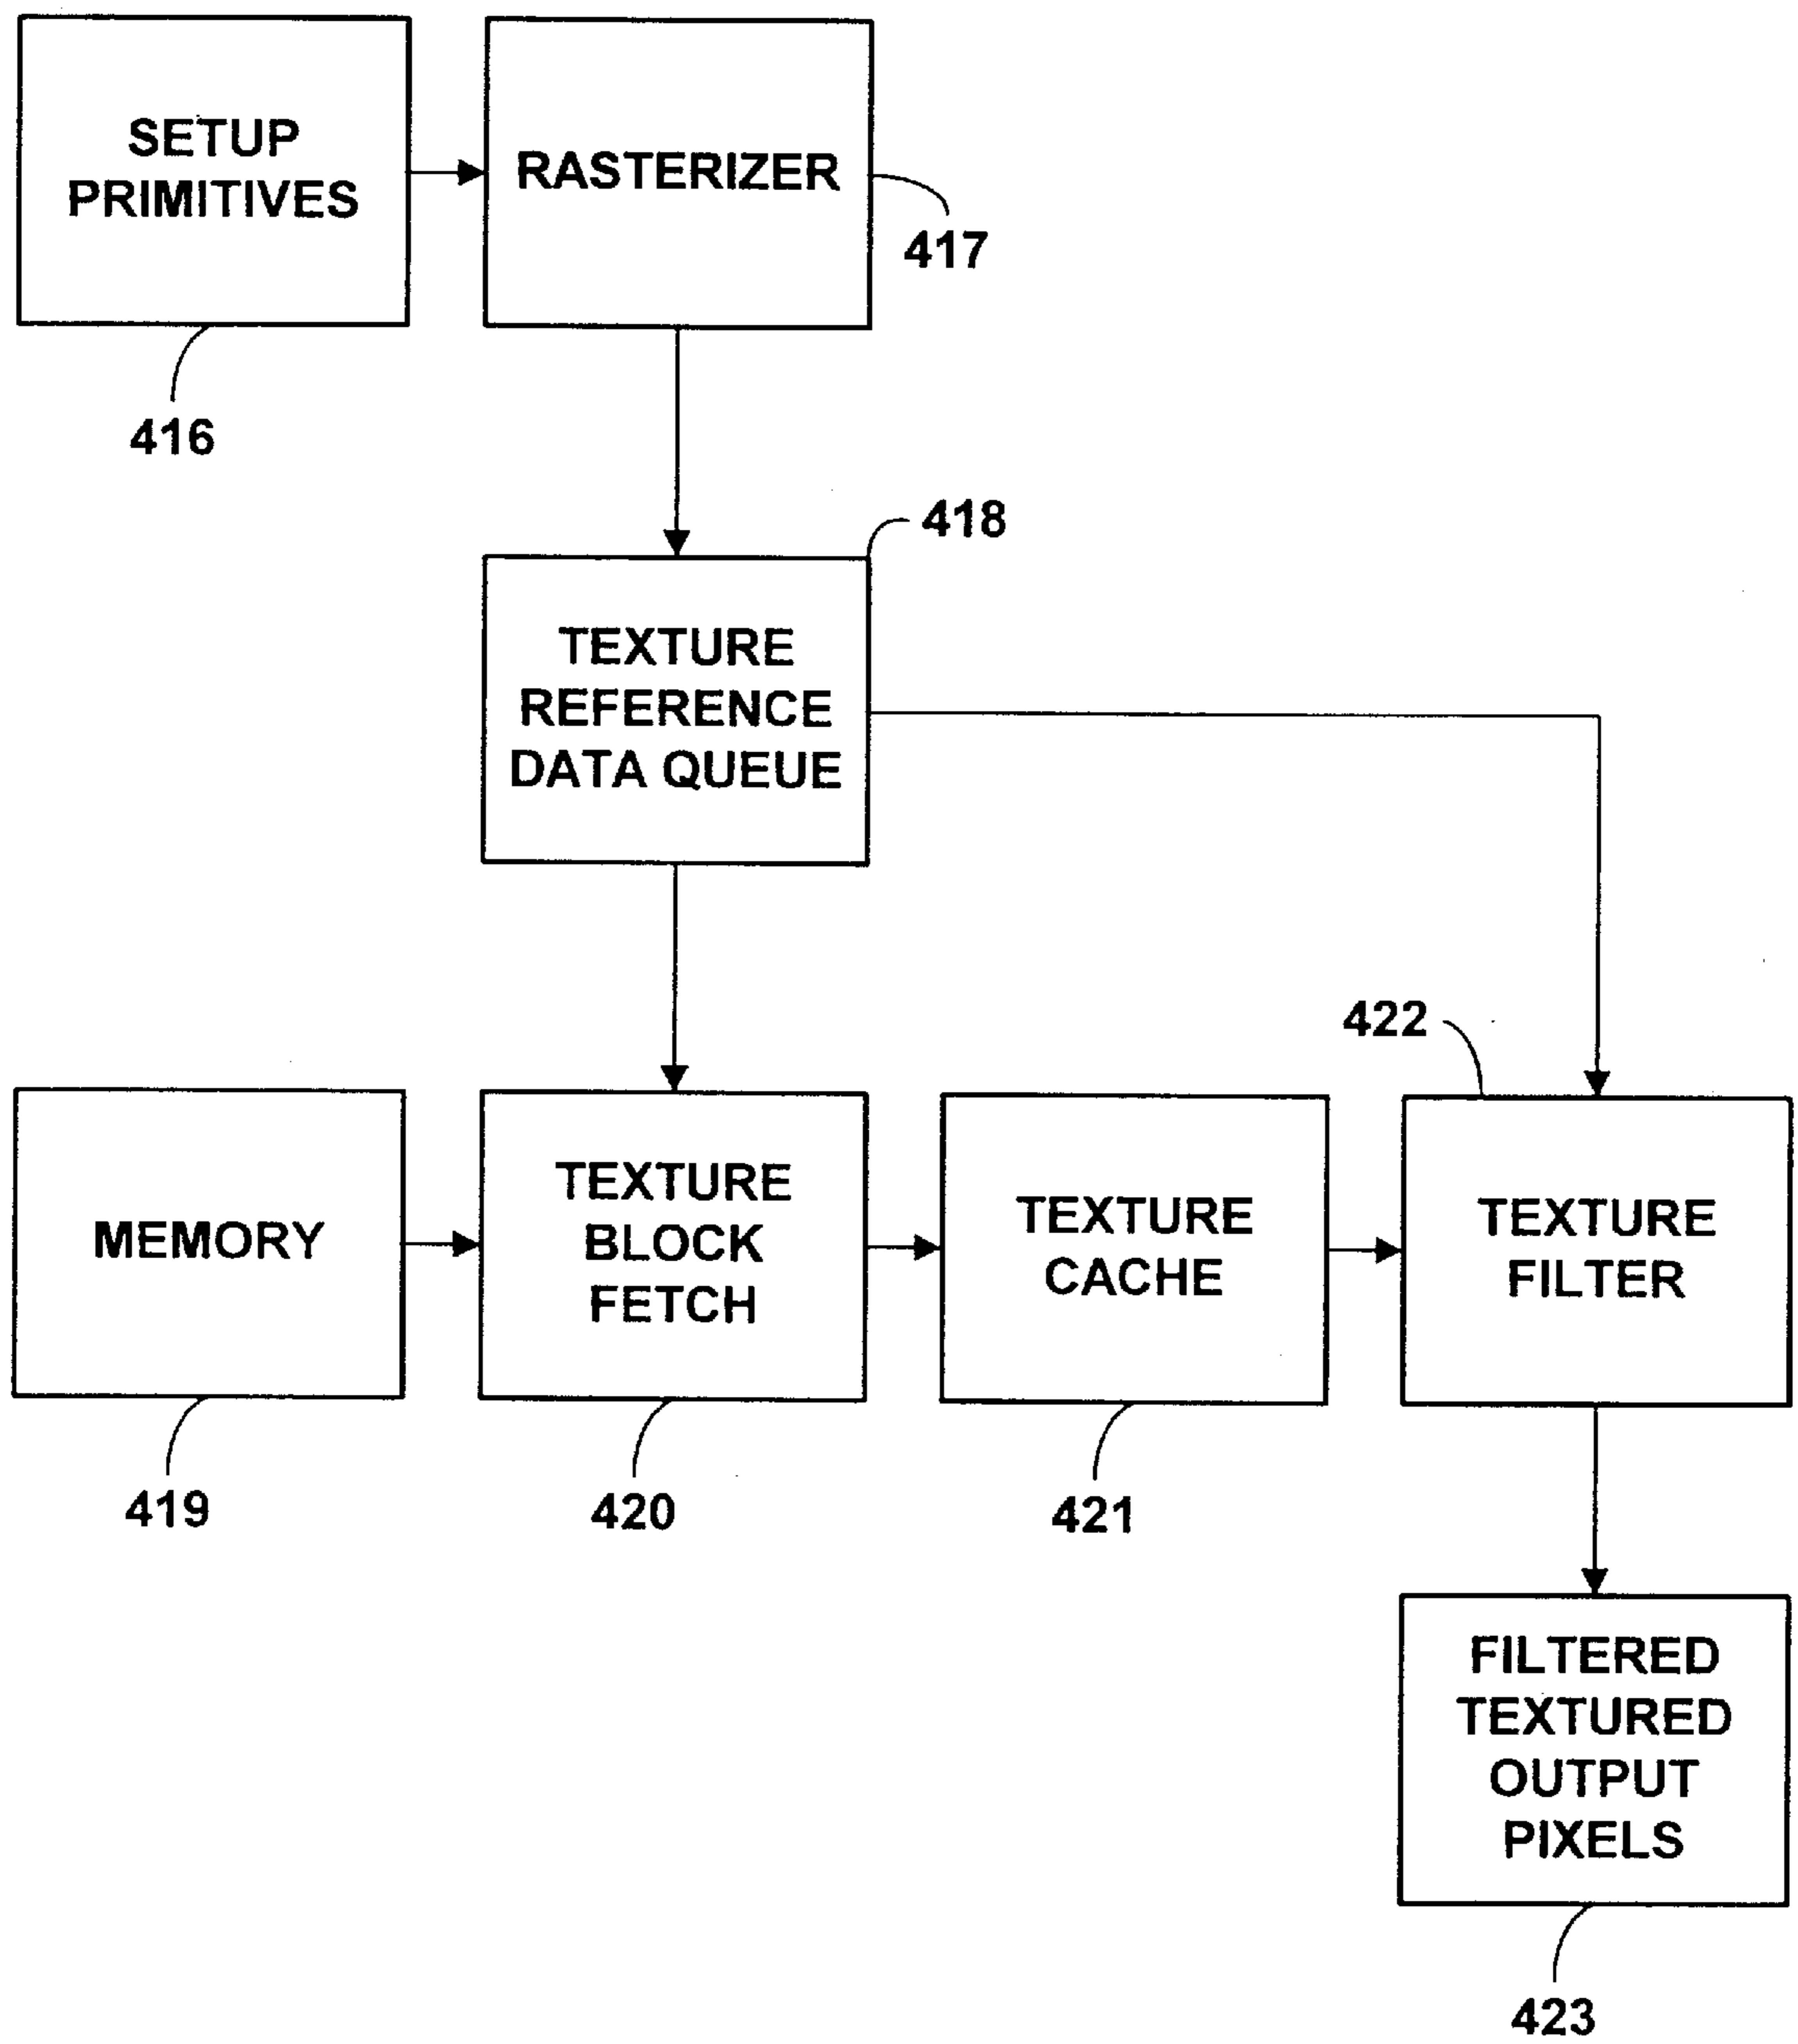 SETUP
PRIMITIVES
RASTERIZER
417
416
418
TEXTURE
REFERENCE
DATA QUEUE
422
MEMORY
TEXTURE
BLOCK
FETCH
TEXTURE
CACHE
TEXTURE
FILTER
419
420
421
FILTERED
TEXTURED
OUTPUT
PIXELS
423